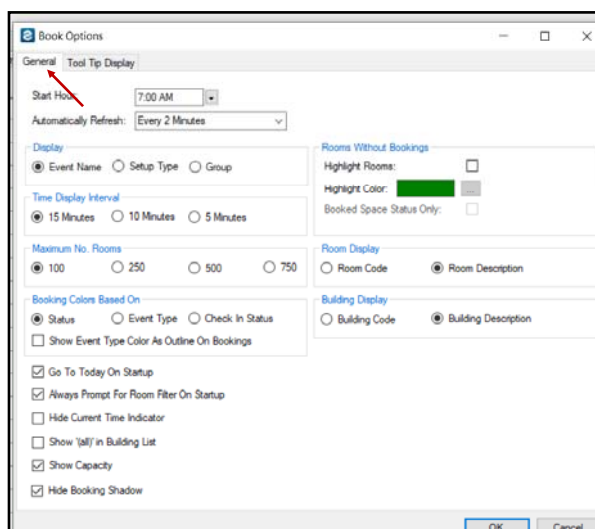 Book Options
General Tool Tip Display
Start Hour: 7:00 AM
Automatically Refresh: Every 2 Minutes
Display
Event Name Setup Type Group
Time Display Interval
15 Minutes 10 Minutes 5 Minutes
Maximum No. Rooms
100 250 500 750
Booking Colors Based On
Status Event Type Check In Status
Show Event Type Color As Outline On Bookings
Go To Today On Startup
Always Prompt For Room Filter On Startup
Hide Current Time Indicator
Show '(all)' in Building List
Show Capacity
Hide Booking Shadow
Rooms Without Bookings
Highlight Rooms:
Highlight Color: ...
Booked Space Status Only:
Room Display
Room Code Room Description
Building Display
Building Code Building Description
OK Cancel